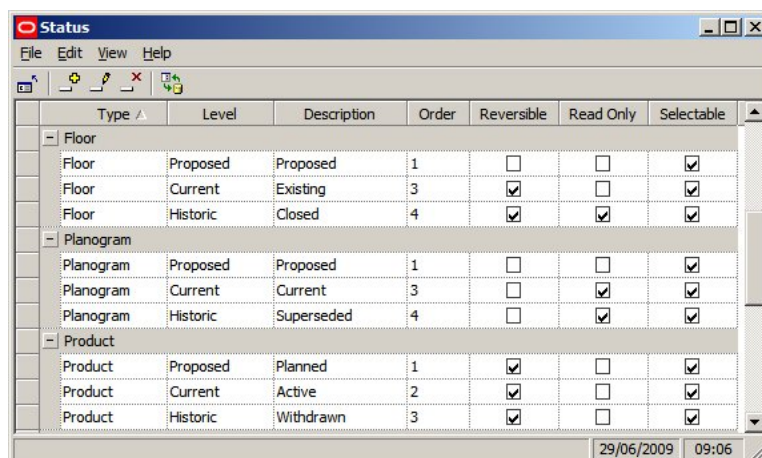 Status
File Edit View Help
Type Level Description Order Reversible Read Only Selectable
Floor
Floor Proposed Proposed 1
Floor Current Existing 3
Floor Historic Closed 4
Planogram
Planogram Proposed Proposed 1
Planogram Current Current 3
Planogram Historic Superseded 4
Product
Product Proposed Planned 1
Product Current Active 2
Product Historic Withdrawn 3
29/06/2009 09:06